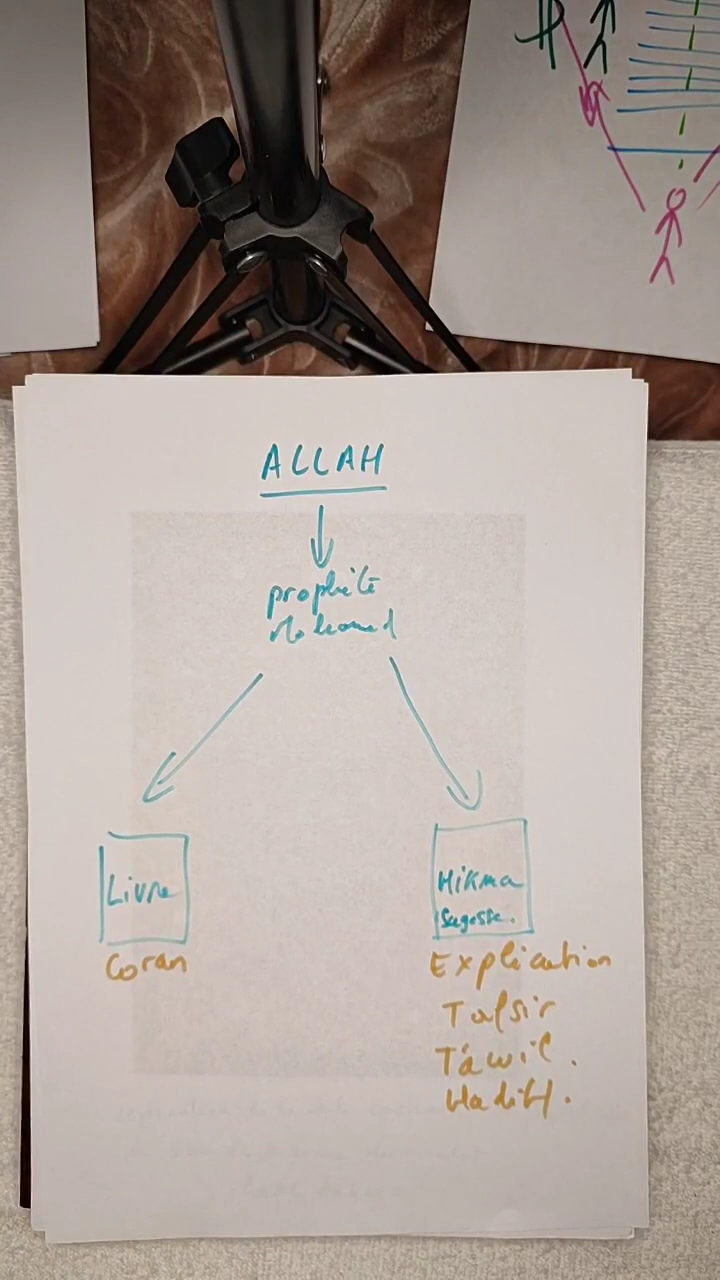 ALLAH
prophète
Mohamed
Livre
Coran
Hikma
Sagesse.
Explication
Tafsir
Tawil.
Hadith.